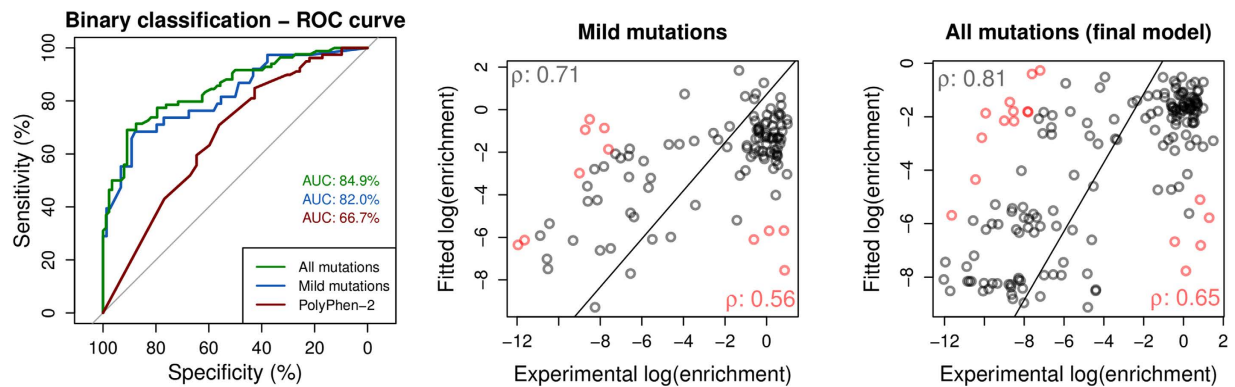 Binary classification – ROC curve
100
80
60
40
20
0
Sensitivity (%)
AUC: 84.9%
AUC: 82.0%
AUC: 66.7%
All mutations
Mild mutations
PolyPhen−2
100 80 60 40 20 0
Specificity (%)
Mild mutations
ρ: 0.71
2
0
−2
−4
−6
−8
Fitted log(enrichment)
ρ: 0.56
−12 −10 −8 −6 −4 −2 0
Experimental log(enrichment)
All mutations (final model)
ρ: 0.81
0
−2
−4
−6
−8
Fitted log(enrichment)
ρ: 0.65
−12 −8 −6 −4 −2 0 2
Experimental log(enrichment)